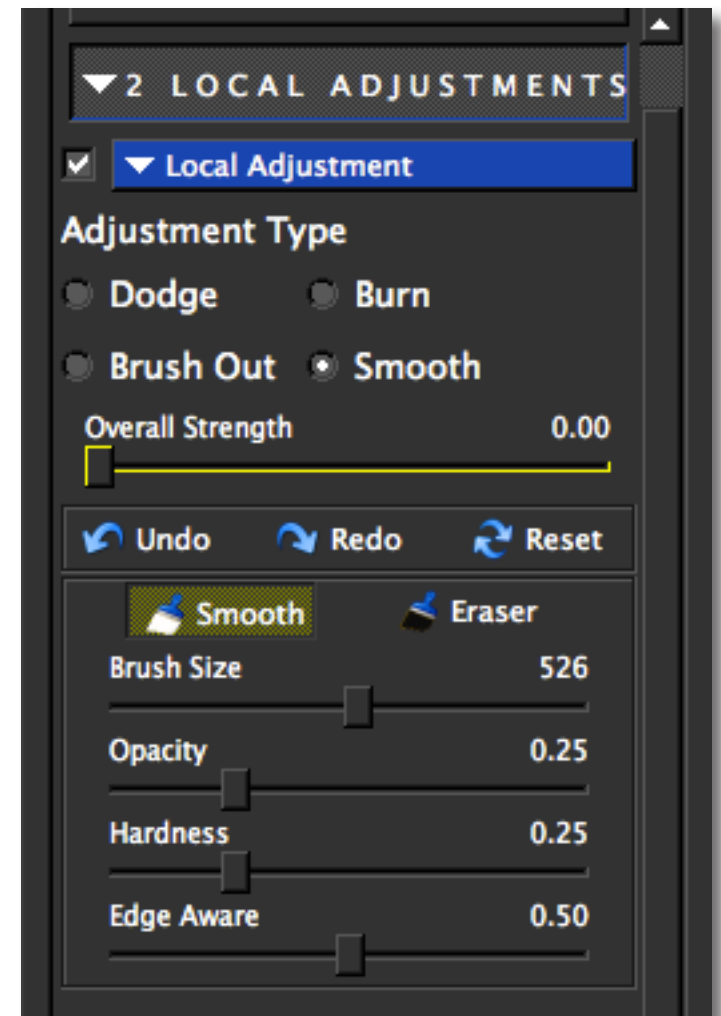 2 LOCAL ADJUSTMENTS
Local Adjustment
Adjustment Type
Dodge Burn
Brush Out Smooth
Overall Strength 0.00
Undo Redo Reset
Smooth Eraser
Brush Size 526
Opacity 0.25
Hardness 0.25
Edge Aware 0.50